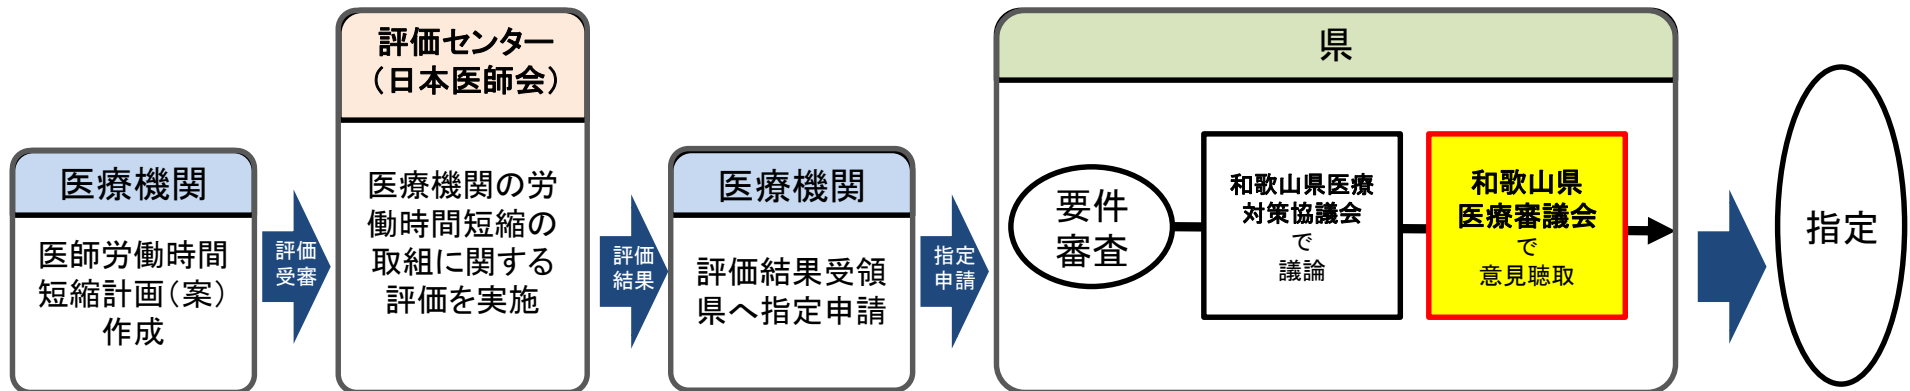 医療機関
医師労働時間
短縮計画（案）
作成
評価
受審
評価センター
（日本医師会）
医療機関の労
働時間短縮の
取組に関する
評価を実施
評価
結果
医療機関
評価結果受領
県へ指定申請
指定
申請
県
要件
審査
和歌山県医療
対策協議会
で
議論
和歌山県
医療審議会
で
意見聴取
指定